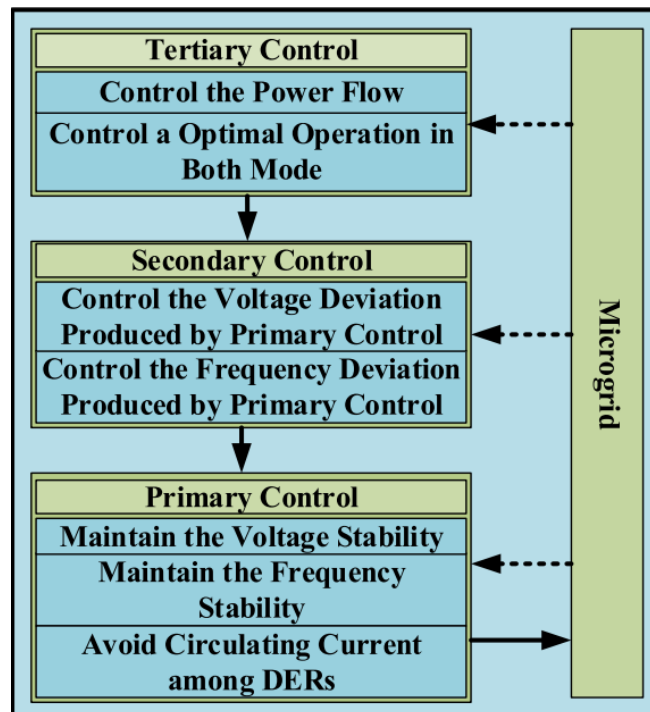 Tertiary Control
Control the Power Flow
Control a Optimal Operation in
Both Mode
Secondary Control
Control the Voltage Deviation
Produced by Primary Control
Control the Frequency Deviation
Produced by Primary Control
Primary Control
Maintain the Voltage Stability
Maintain the Frequency
Stability
Avoid Circulating Current
among DERs
Microgrid